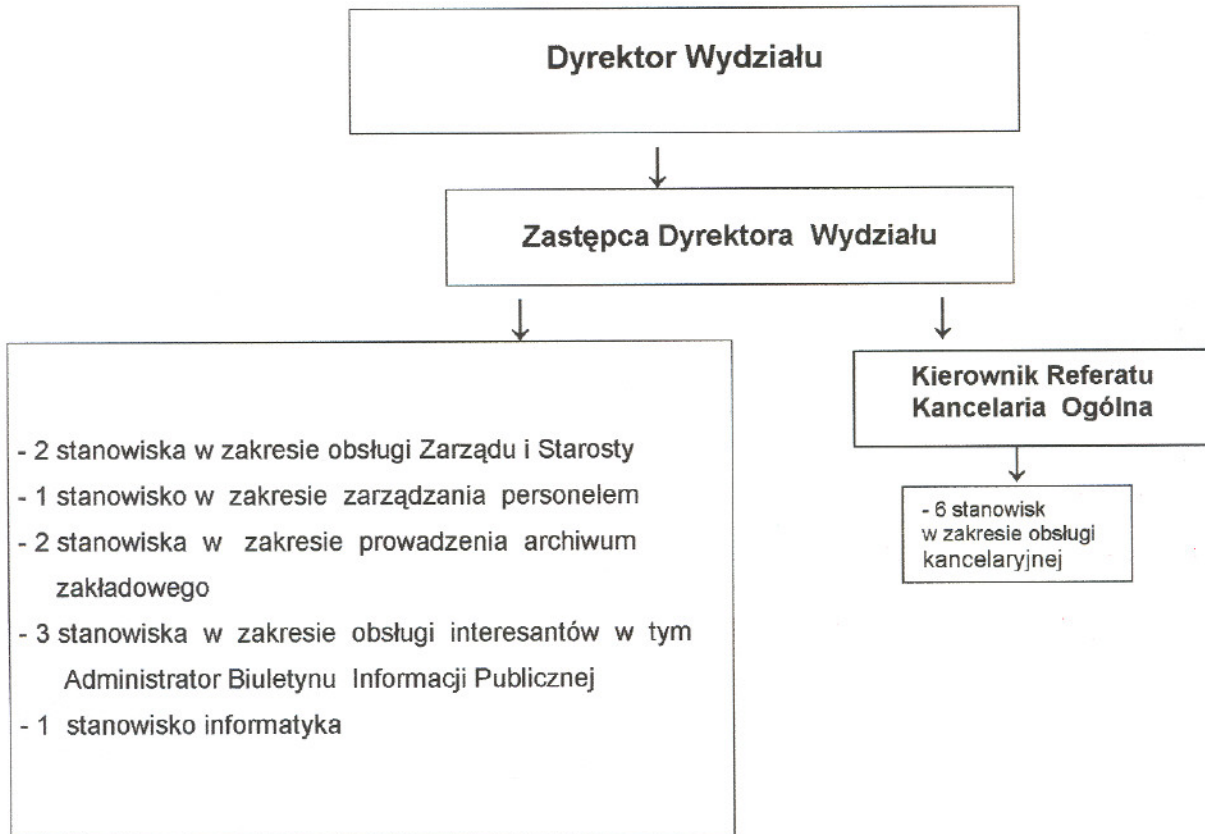 Dyrektor Wydziału
Zastępca Dyrektora Wydziału
- 2 stanowiska w zakresie obsługi Zarządu i Starosty
- 1 stanowisko w zakresie zarządzania personelem
- 2 stanowiska w zakresie prowadzenia archiwum
zakładowego
- 3 stanowiska w zakresie obsługi interesantów w tym
Administrator Biuletynu Informacji Publicznej
- 1 stanowisko informatyka
Kierownik Referatu
Kancelaria Ogólna
- 6 stanowisk
w zakresie obsługi
kancelaryjnej